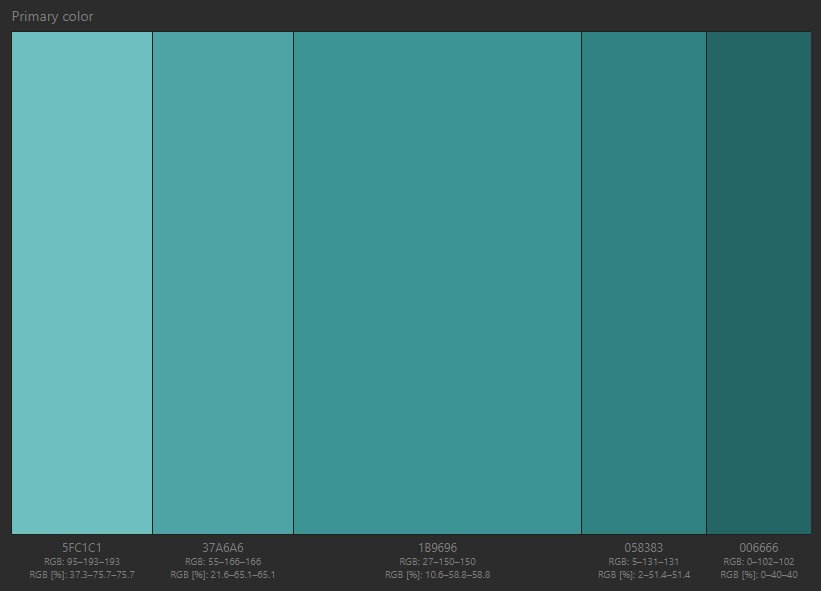 Primary color
5FC1C1
RGB: 95–193–193
RGB [%]: 37.3–75.7–75.7
37A6A6
RGB: 55–166–166
RGB [%]: 21.6–65.1–65.1
1B9696
RGB: 27–150–150
RGB [%]: 10.6–58.8–58.8
058383
RGB: 5–131–131
RGB [%]: 2–51.4–51.4
006666
RGB: 0–102–102
RGB [%]: 0–40–40